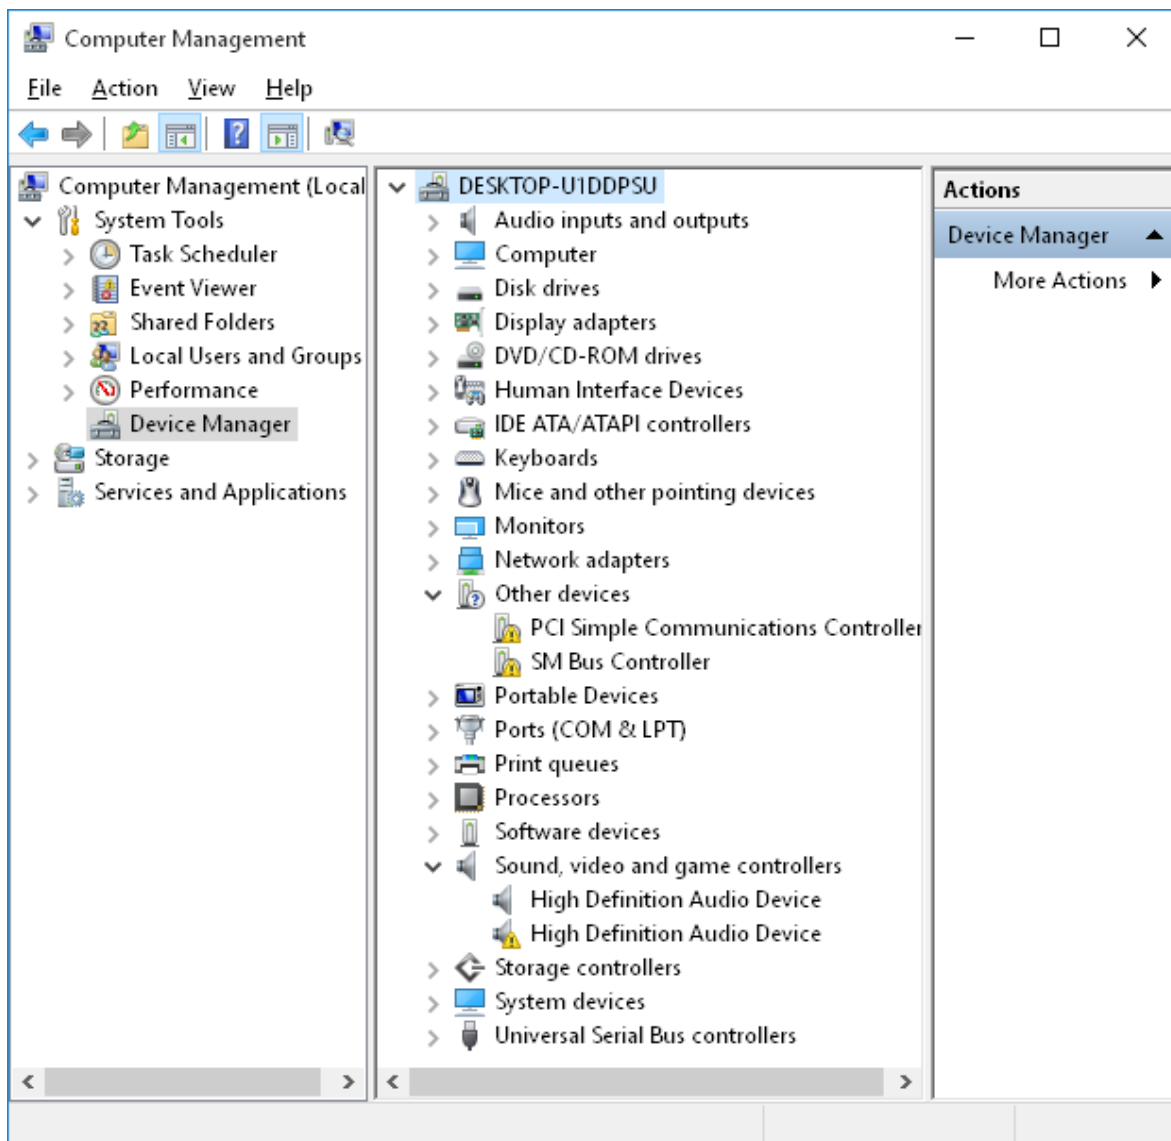 Computer Management
File Action View Help
Computer Management (Local
System Tools
Task Scheduler
Event Viewer
Shared Folders
Local Users and Groups
Performance
Device Manager
Storage
Services and Applications
DESKTOP-U1DDPSU
Audio inputs and outputs
Computer
Disk drives
Display adapters
DVD/CD-ROM drives
Human Interface Devices
IDE ATA/ATAPI controllers
Keyboards
Mice and other pointing devices
Monitors
Network adapters
Other devices
PCI Simple Communications Controller
SM Bus Controller
Portable Devices
Ports (COM & LPT)
Print queues
Processors
Software devices
Sound, video and game controllers
High Definition Audio Device
High Definition Audio Device
Storage controllers
System devices
Universal Serial Bus controllers
Actions
Device Manager
More Actions